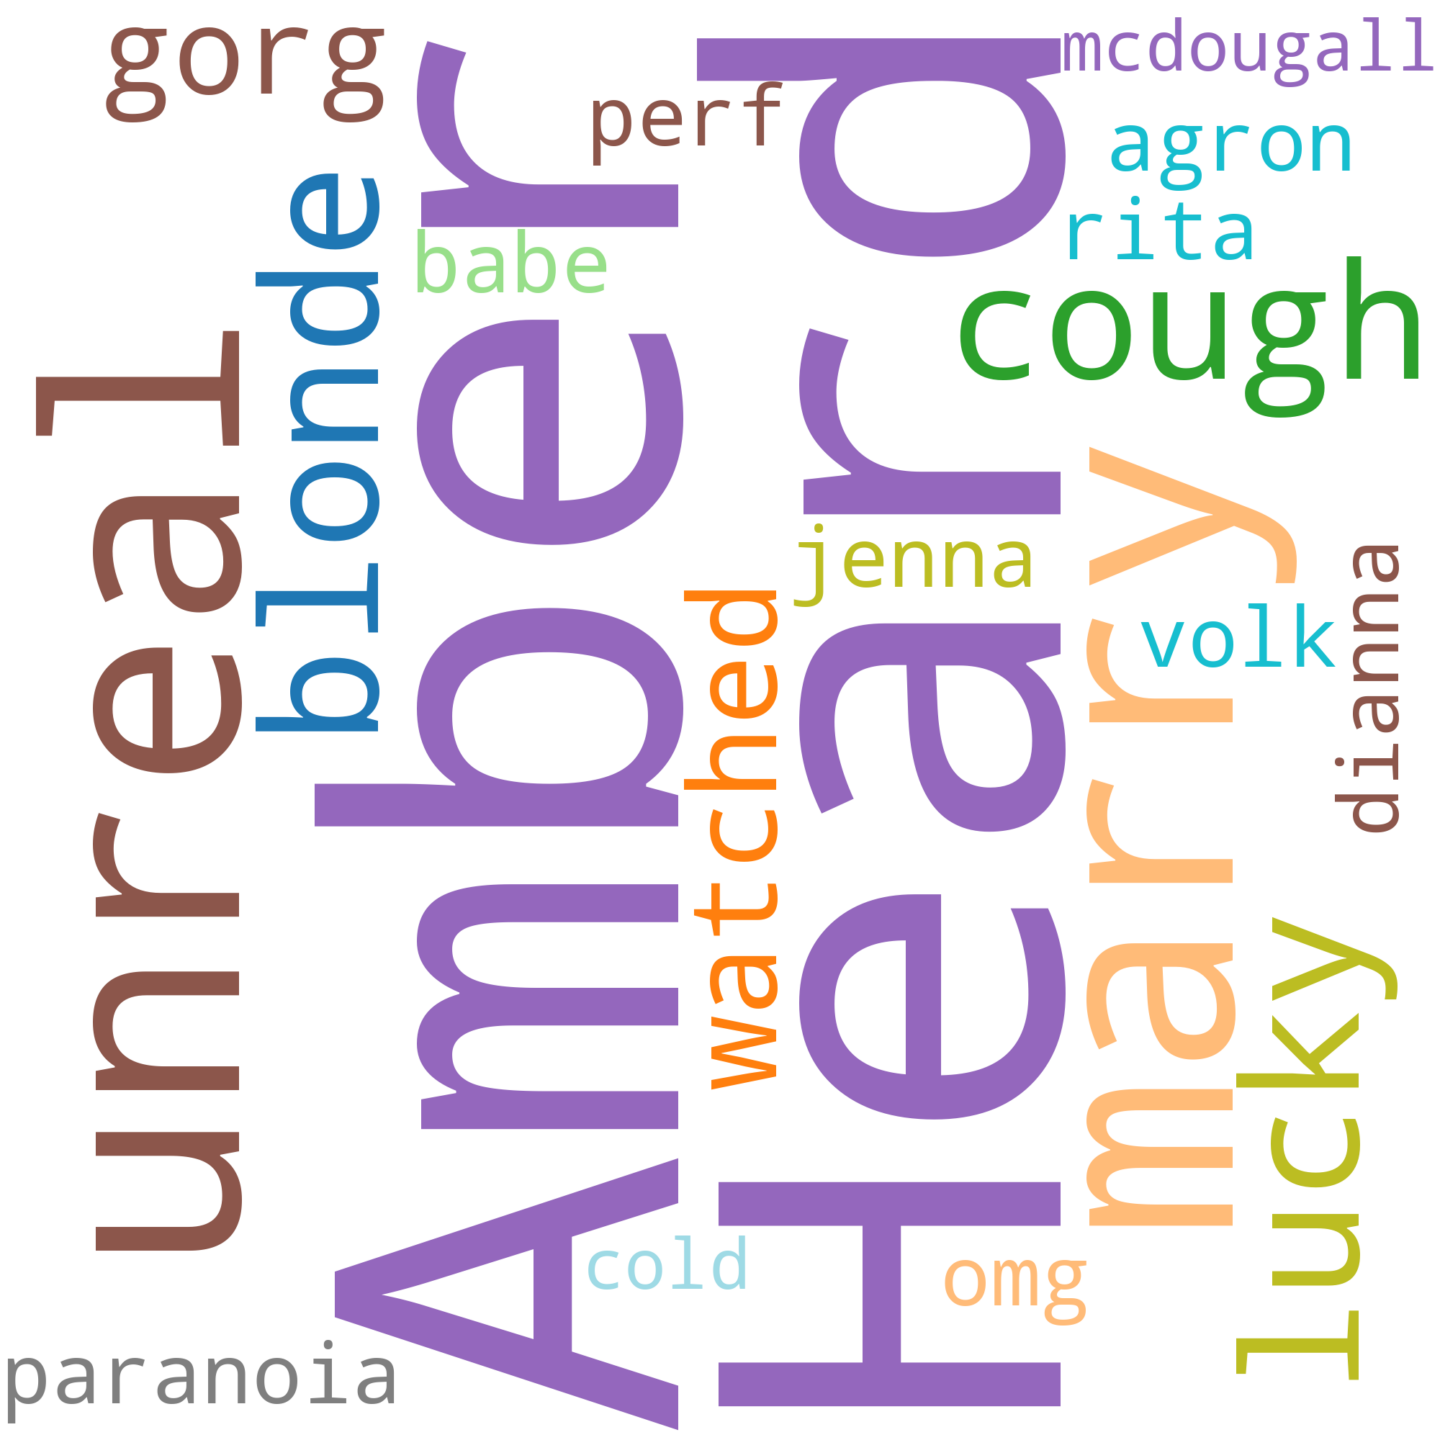 gorg
mcdougall
perf
agron
rita
babe
cough
blonde
unreal
Amber
Heard
jenna
watched
marry
volk
dianna
lucky
cold
omg
paranoia